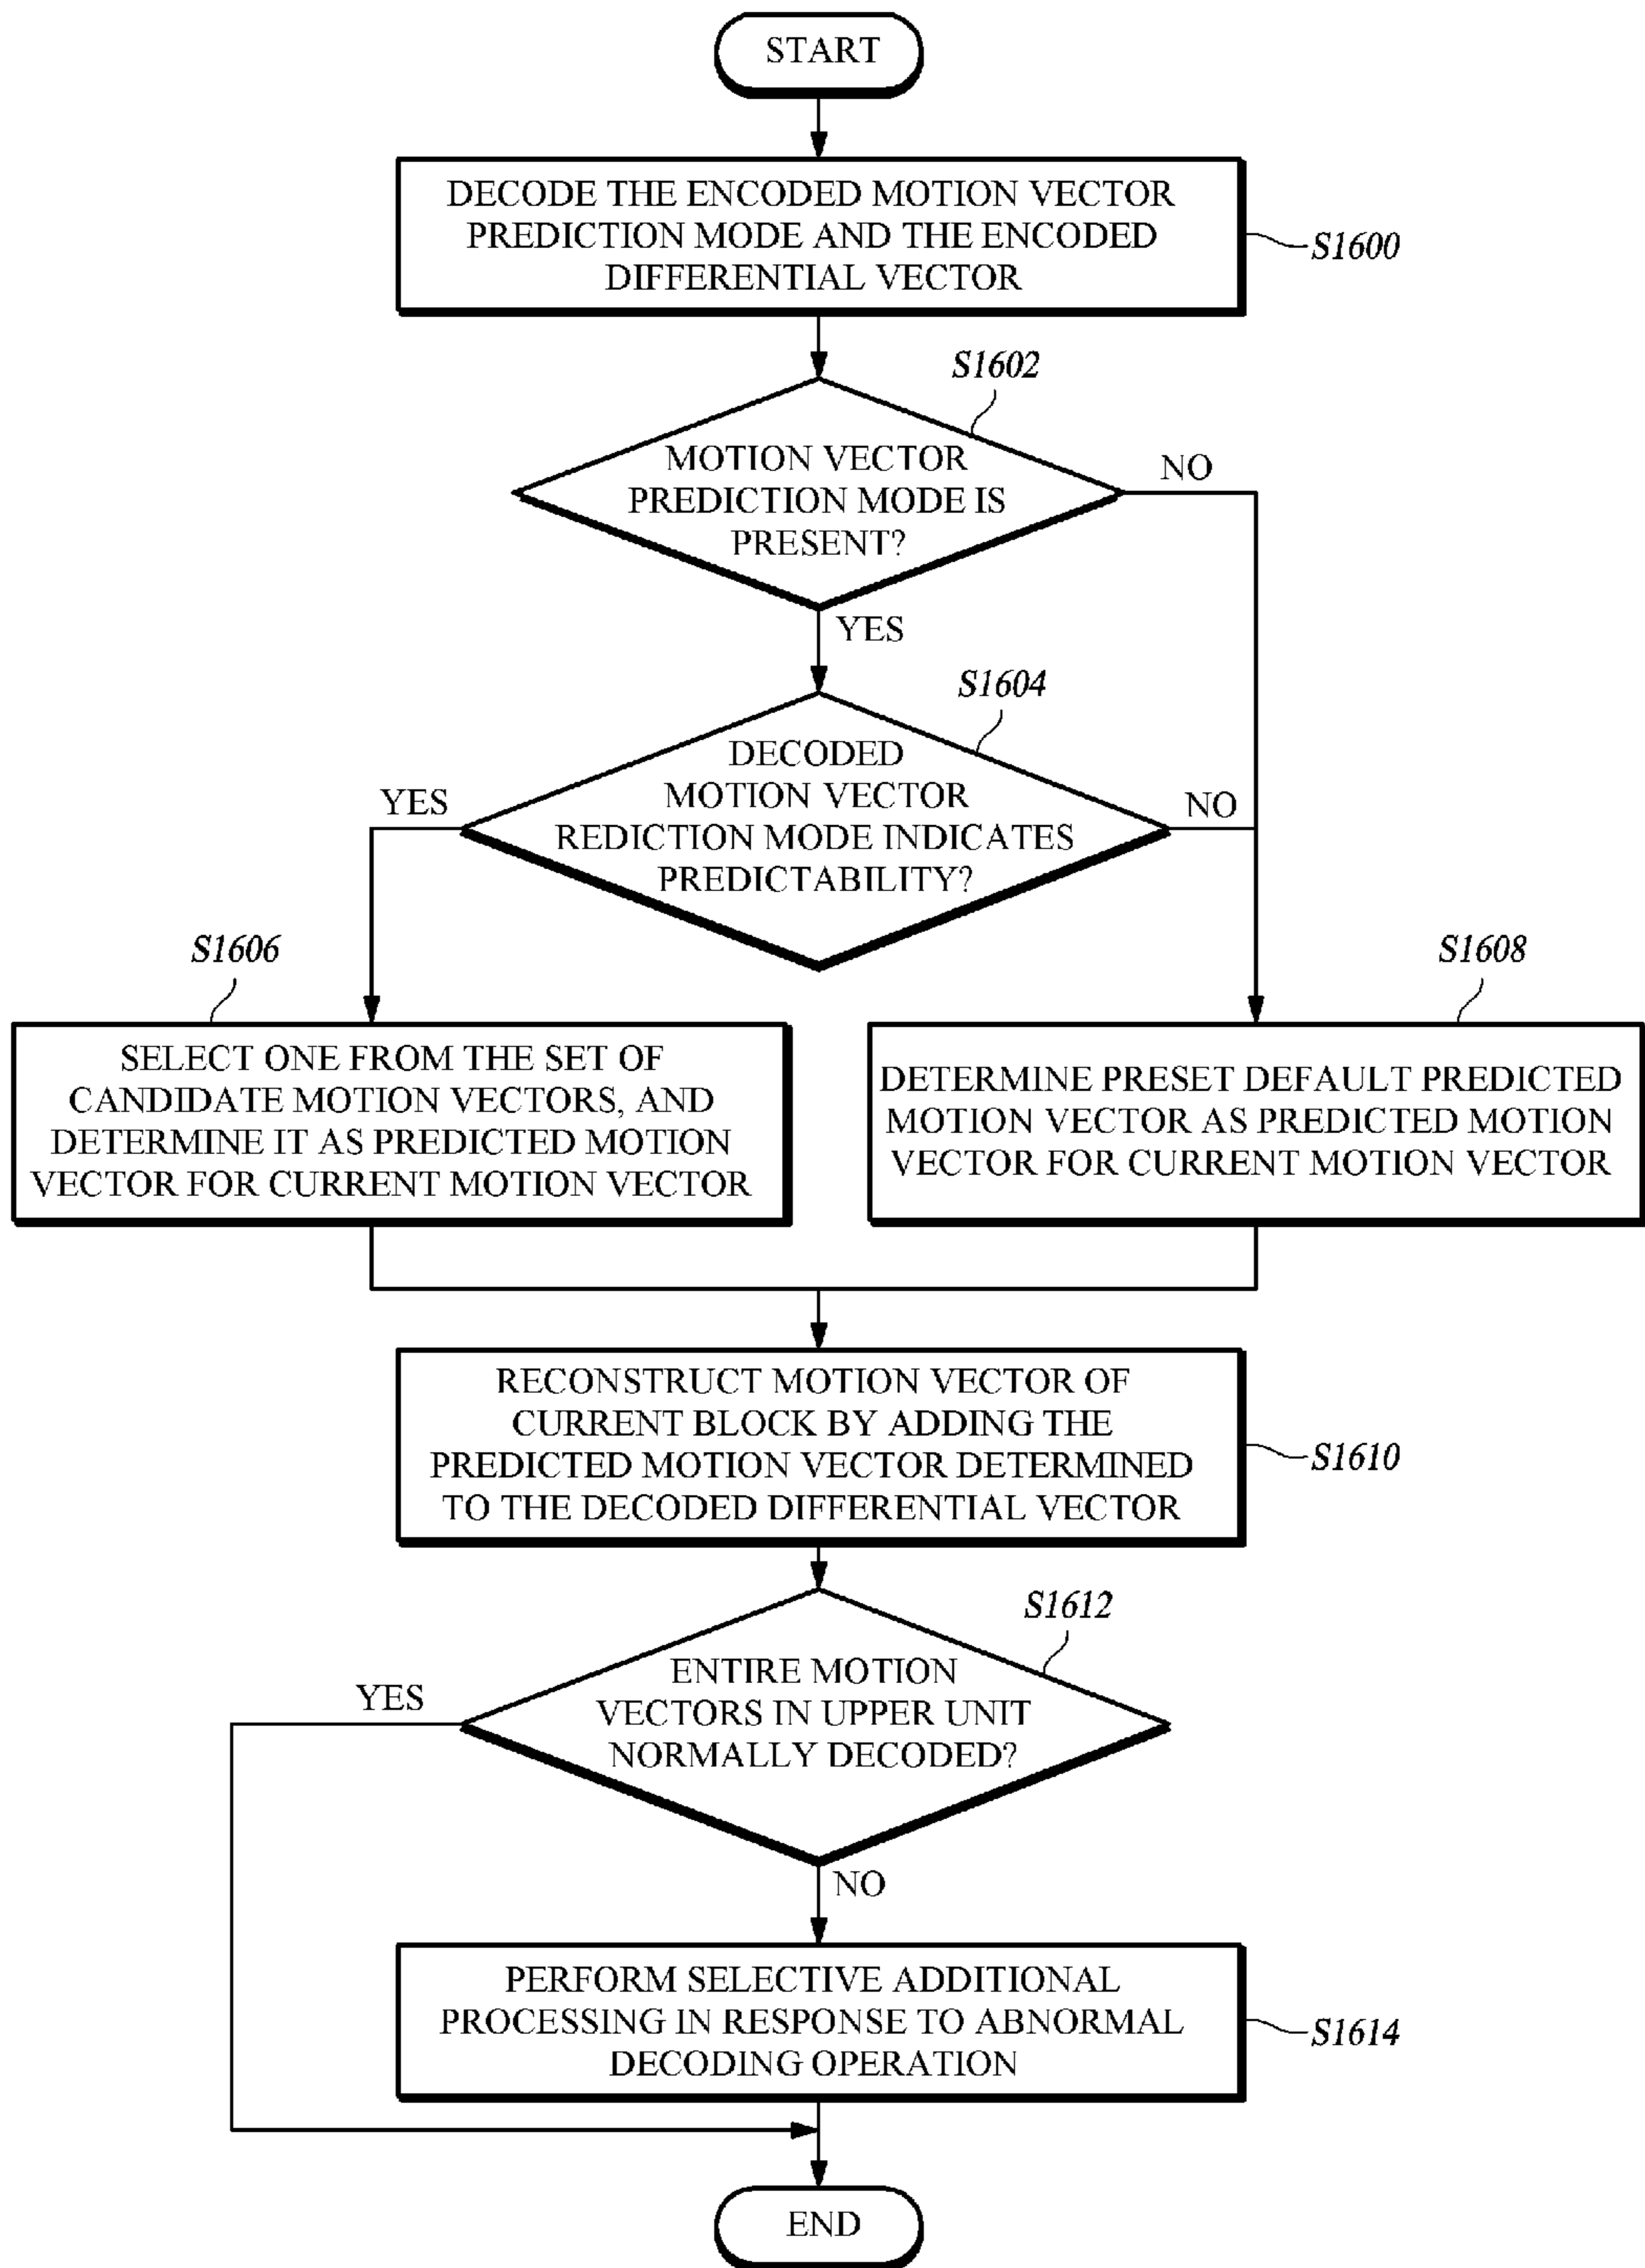 START
DECODE THE ENCODED MOTION VECTOR
PREDICTION MODE AND THE ENCODED
DIFFERENTIAL VECTOR
S1600
S1602
MOTION VECTOR
PREDICTION MODE IS
PRESENT?
NO
YES
S1604
DECODED
MOTION VECTOR
REDICTION MODE INDICATES
PREDICTABILITY?
YES
NO
S1606
S1608
SELECT ONE FROM THE SET OF
CANDIDATE MOTION VECTORS, AND
DETERMINE IT AS PREDICTED MOTION
VECTOR FOR CURRENT MOTION VECTOR
DETERMINE PRESET DEFAULT PREDICTED
MOTION VECTOR AS PREDICTED MOTION
VECTOR FOR CURRENT MOTION VECTOR
RECONSTRUCT MOTION VECTOR OF
CURRENT BLOCK BY ADDING THE
PREDICTED MOTION VECTOR DETERMINED
TO THE DECODED DIFFERENTIAL VECTOR
S1610
S1612
ENTIRE MOTION
VECTORS IN UPPER UNIT
NORMALLY DECODED?
YES
NO
PERFORM SELECTIVE ADDITIONAL
PROCESSING IN RESPONSE TO ABNORMAL
DECODING OPERATION
S1614
END